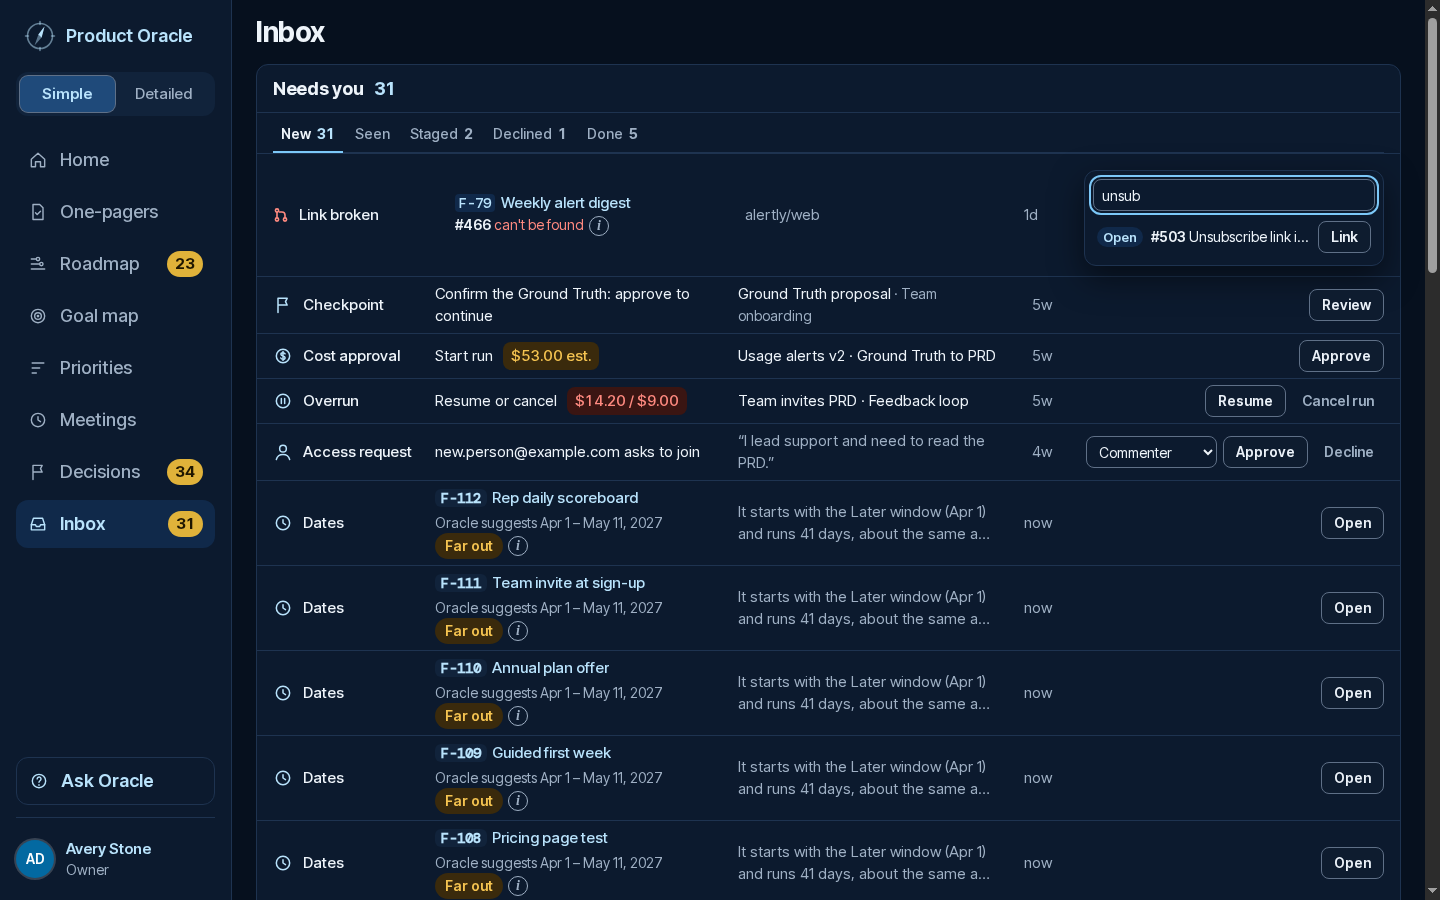 Product Oracle
Simple
Detailed
Home
One-pagers
Roadmap 23
Goal map
Priorities
Meetings
Decisions 34
Inbox 31
Ask Oracle
AD
Avery Stone
Owner
Inbox
Needs you 31
New 31
Seen
Staged 2
Declined 1
Done 5
Link broken
F-79 Weekly alert digest
#466 can't be found i
alertly/web
1d
unsub
Open #503 Unsubscribe link i... Link
Checkpoint
Confirm the Ground Truth: approve to
continue
Ground Truth proposal · Team
onboarding
5w
Review
Cost approval
Start run $53.00 est.
Usage alerts v2 · Ground Truth to PRD
5w
Approve
Overrun
Resume or cancel $14.20 / $9.00
Team invites PRD · Feedback loop
5w
Resume
Cancel run
Access request
new.person@example.com asks to join
“I lead support and need to read the
PRD.”
4w
Commenter
Approve
Decline
Dates
F-112 Rep daily scoreboard
Oracle suggests Apr 1 – May 11, 2027
Far out i
It starts with the Later window (Apr 1)
and runs 41 days, about the same a...
now
Open
Dates
F-111 Team invite at sign-up
Oracle suggests Apr 1 – May 11, 2027
Far out i
It starts with the Later window (Apr 1)
and runs 41 days, about the same a...
now
Open
Dates
F-110 Annual plan offer
Oracle suggests Apr 1 – May 11, 2027
Far out i
It starts with the Later window (Apr 1)
and runs 41 days, about the same a...
now
Open
Dates
F-109 Guided first week
Oracle suggests Apr 1 – May 11, 2027
Far out i
It starts with the Later window (Apr 1)
and runs 41 days, about the same a...
now
Open
Dates
F-108 Pricing page test
Oracle suggests Apr 1 – May 11, 2027
Far out i
It starts with the Later window (Apr 1)
and runs 41 days, about the same a...
now
Open